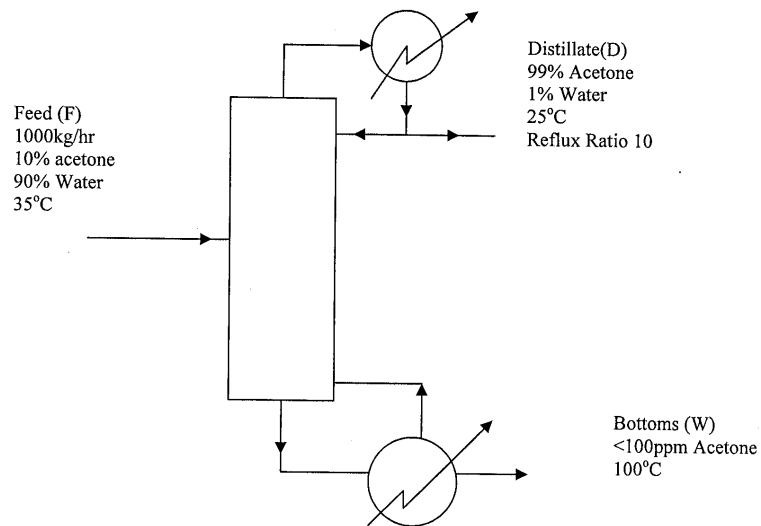 Distillate(D)
99% Acetone
1% Water
25°C
Reflux Ratio 10
Feed (F)
1000kg/hr
10% acetone
90% Water
35°C
Bottoms (W)
<100ppm Acetone
100°C